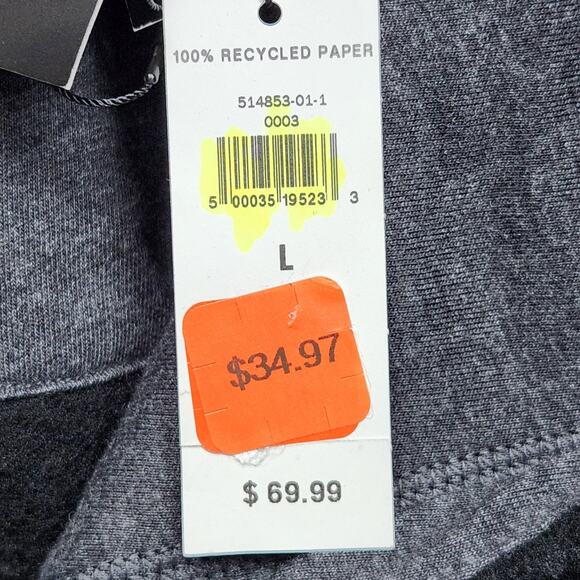 100% RECYCLED PAPER
514853-01-1
0003
5 00035 19523 3
L
$34.97
$ 69.99